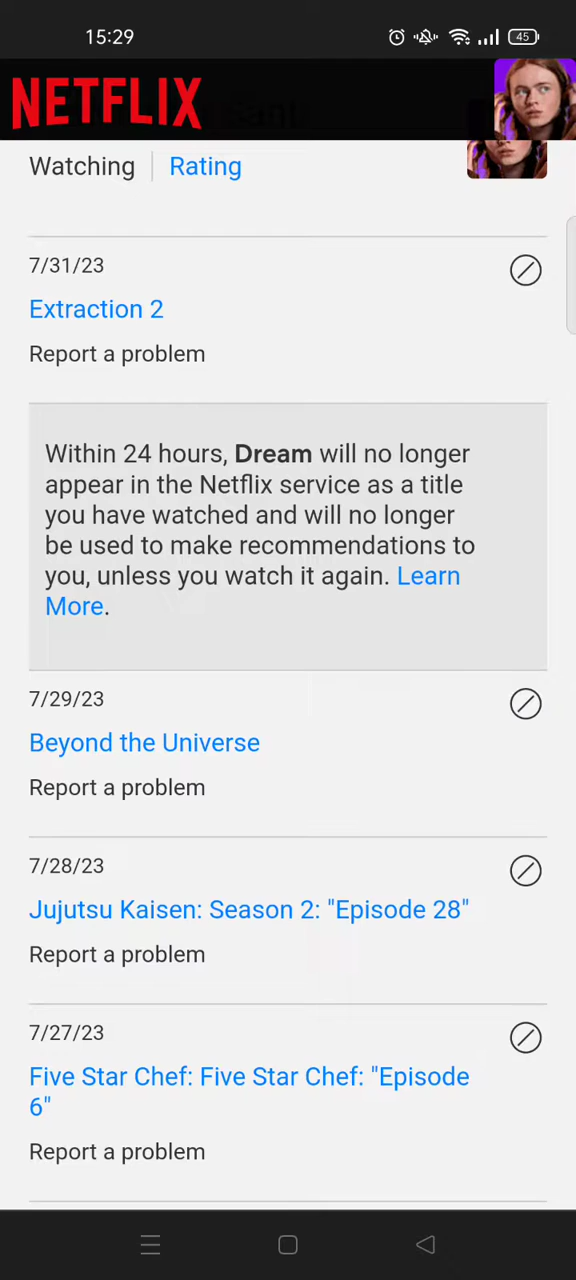 15:29
45
NETFLIX
Watching
Rating
7/31/23
Extraction 2
Report a problem
Within 24 hours, Dream will no longer
appear in the Netflix service as a title
you have watched and will no longer
be used to make recommendations to
you, unless you watch it again. Learn
More.
7/29/23
Beyond the Universe
Report a problem
7/28/23
Jujutsu Kaisen: Season 2: "Episode 28"
Report a problem
7/27/23
Five Star Chef: Five Star Chef: "Episode
6"
Report a problem